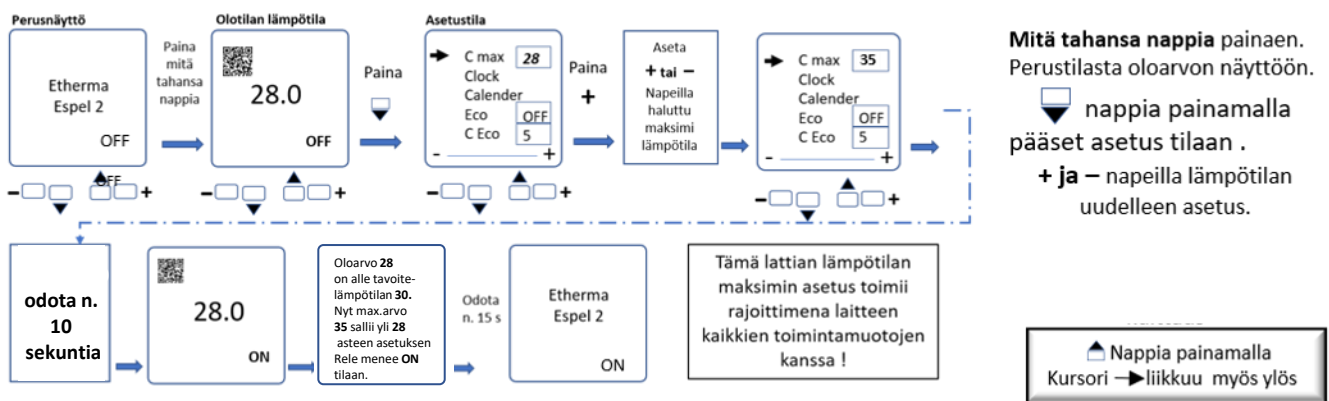 Perusnäyttö
Etherma
Espel 2
OFF
OFF
- +
Paina
mitä
tahansa
nappia
Olotilan lämpötila
28.0
OFF
- +
Paina
Asetustila
C max 28
Clock
Calender
Eco OFF
C Eco 5
- +
- +
Paina
+
Aseta
+ tai –
Napeilla
haluttu
maksimi
lämpötila
C max 35
Clock
Calender
Eco OFF
C Eco 5
- +
- +
Mitä tahansa nappia painaen.
Perustilasta oloarvon näyttöön.
nappia painamalla
pääset asetus tilaan .
+ ja – napeilla lämpötilan
uudelleen asetus.
odota n.
10
sekuntia
28.0
ON
Oloarvo 28
on alle tavoite-
lämpötilan 30.
Nyt max.arvo
35 sallii yli 28
asteen asetuksen
Rele menee ON
tilaan.
Odota
n. 15 s
Etherma
Espel 2
ON
Tämä lattian lämpötilan
maksimin asetus toimii
rajoittimena laitteen
kaikkien toimintamuotojen
kanssa !
Nappia painamalla
Kursori liikkuu myös ylös